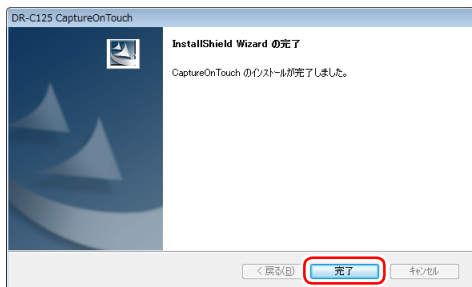 DR-C125 CaptureOnTouch
InstallShield Wizard の完了
CaptureOnTouch のインストールが完了しました。
< 戻る(B)
完了
キャンセル